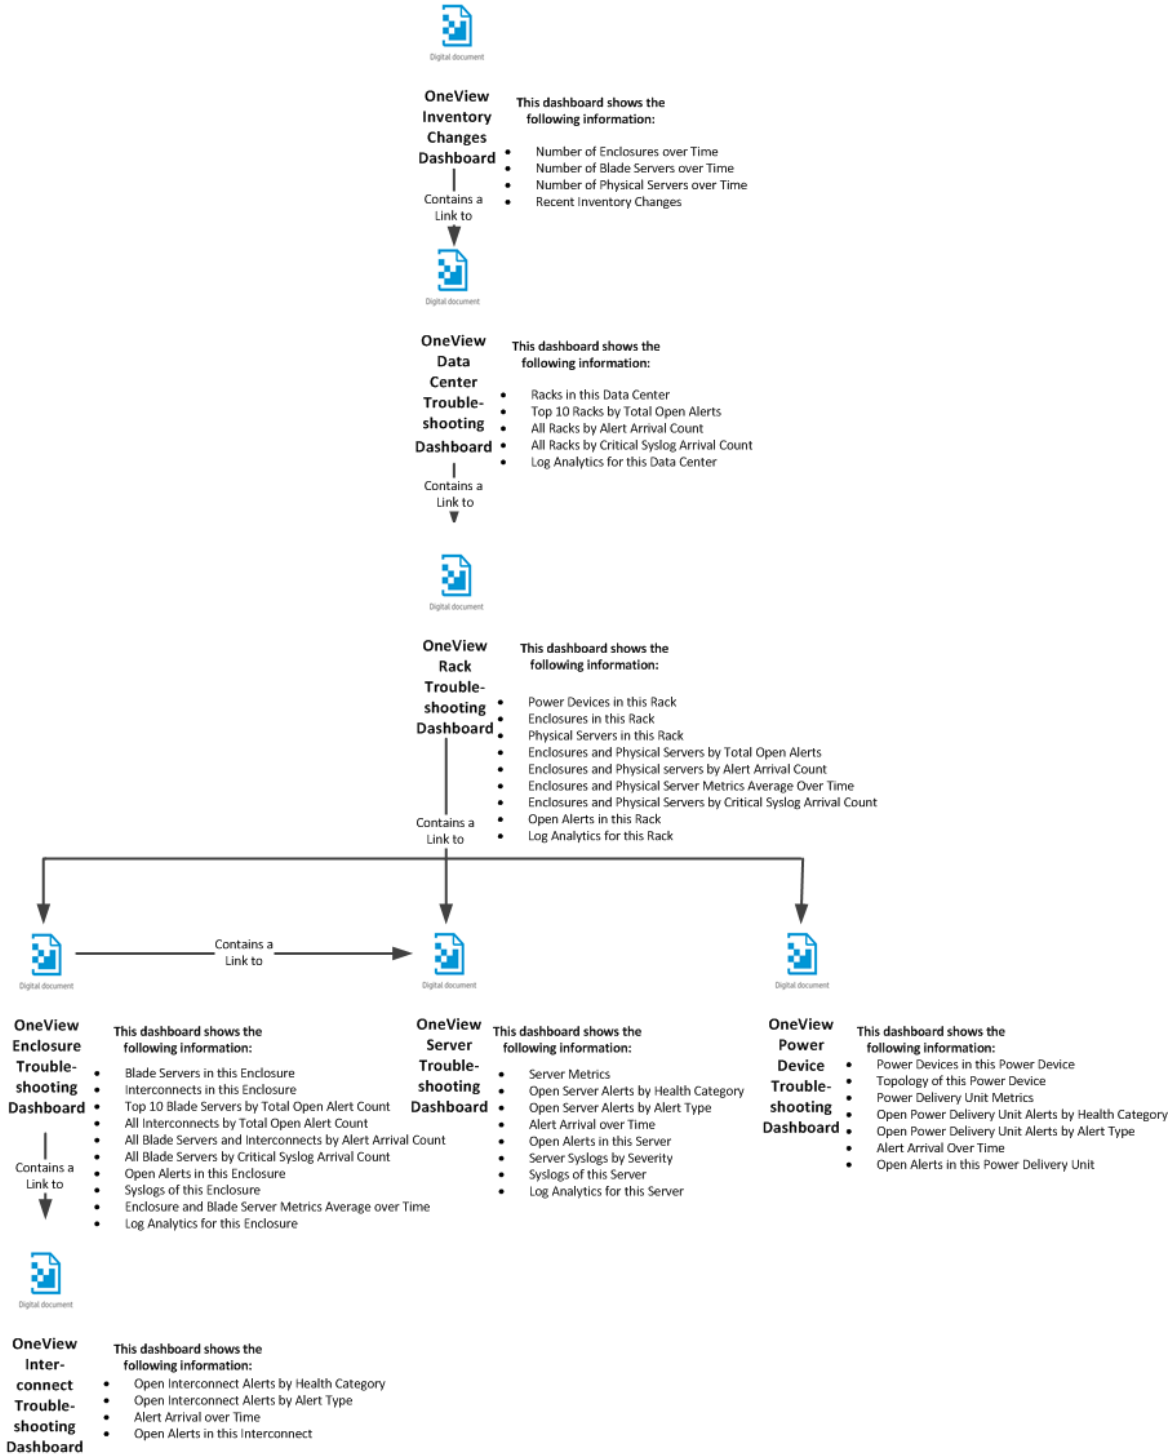 Digital document
OneView
Inventory
Changes
Dashboard
This dashboard shows the
following information:
• Number of Enclosures over Time
• Number of Blade Servers over Time
• Number of Physical Servers over Time
• Recent Inventory Changes
Contains a
Link to
Digital document
OneView
Data
Center
Trouble-
shooting
Dashboard
This dashboard shows the
following information:
• Racks in this Data Center
• Top 10 Racks by Total Open Alerts
• All Racks by Alert Arrival Count
• All Racks by Critical Syslog Arrival Count
• Log Analytics for this Data Center
Contains a
Link to
Digital document
OneView
Rack
Trouble-
shooting
Dashboard
This dashboard shows the
following information:
• Power Devices in this Rack
• Enclosures in this Rack
• Physical Servers in this Rack
• Enclosures and Physical Servers by Total Open Alerts
• Enclosures and Physical servers by Alert Arrival Count
• Enclosures and Physical Server Metrics Average Over Time
• Enclosures and Physical Servers by Critical Syslog Arrival Count
• Open Alerts in this Rack
• Log Analytics for this Rack
Contains a
Link to
Digital document
Contains a
Link to
Digital document
Digital document
OneView
Enclosure
Trouble-
shooting
Dashboard
This dashboard shows the
following information:
• Blade Servers in this Enclosure
• Interconnects in this Enclosure
• Top 10 Blade Servers by Total Open Alert Count
• All Interconnects by Total Open Alert Count
• All Blade Servers and Interconnects by Alert Arrival Count
• All Blade Servers by Critical Syslog Arrival Count
• Open Alerts in this Enclosure
• Syslogs of this Enclosure
• Enclosure and Blade Server Metrics Average over Time
• Log Analytics for this Enclosure
OneView
Server
Trouble-
shooting
Dashboard
This dashboard shows the
following information:
• Server Metrics
• Open Server Alerts by Health Category
• Open Server Alerts by Alert Type
• Alert Arrival over Time
• Open Alerts in this Server
• Server Syslogs by Severity
• Syslogs of this Server
• Log Analytics for this Server
OneView
Power
Device
Trouble-
shooting
Dashboard
This dashboard shows the
following information:
• Power Devices in this Power Device
• Topology of this Power Device
• Power Delivery Unit Metrics
• Open Power Delivery Unit Alerts by Health Category
• Open Power Delivery Unit Alerts by Alert Type
• Alert Arrival Over Time
• Open Alerts in this Power Delivery Unit
Contains a
Link to
Digital document
OneView
Inter-
connect
Trouble-
shooting
Dashboard
This dashboard shows the
following information:
• Open Interconnect Alerts by Health Category
• Open Interconnect Alerts by Alert Type
• Alert Arrival over Time
• Open Alerts in this Interconnect